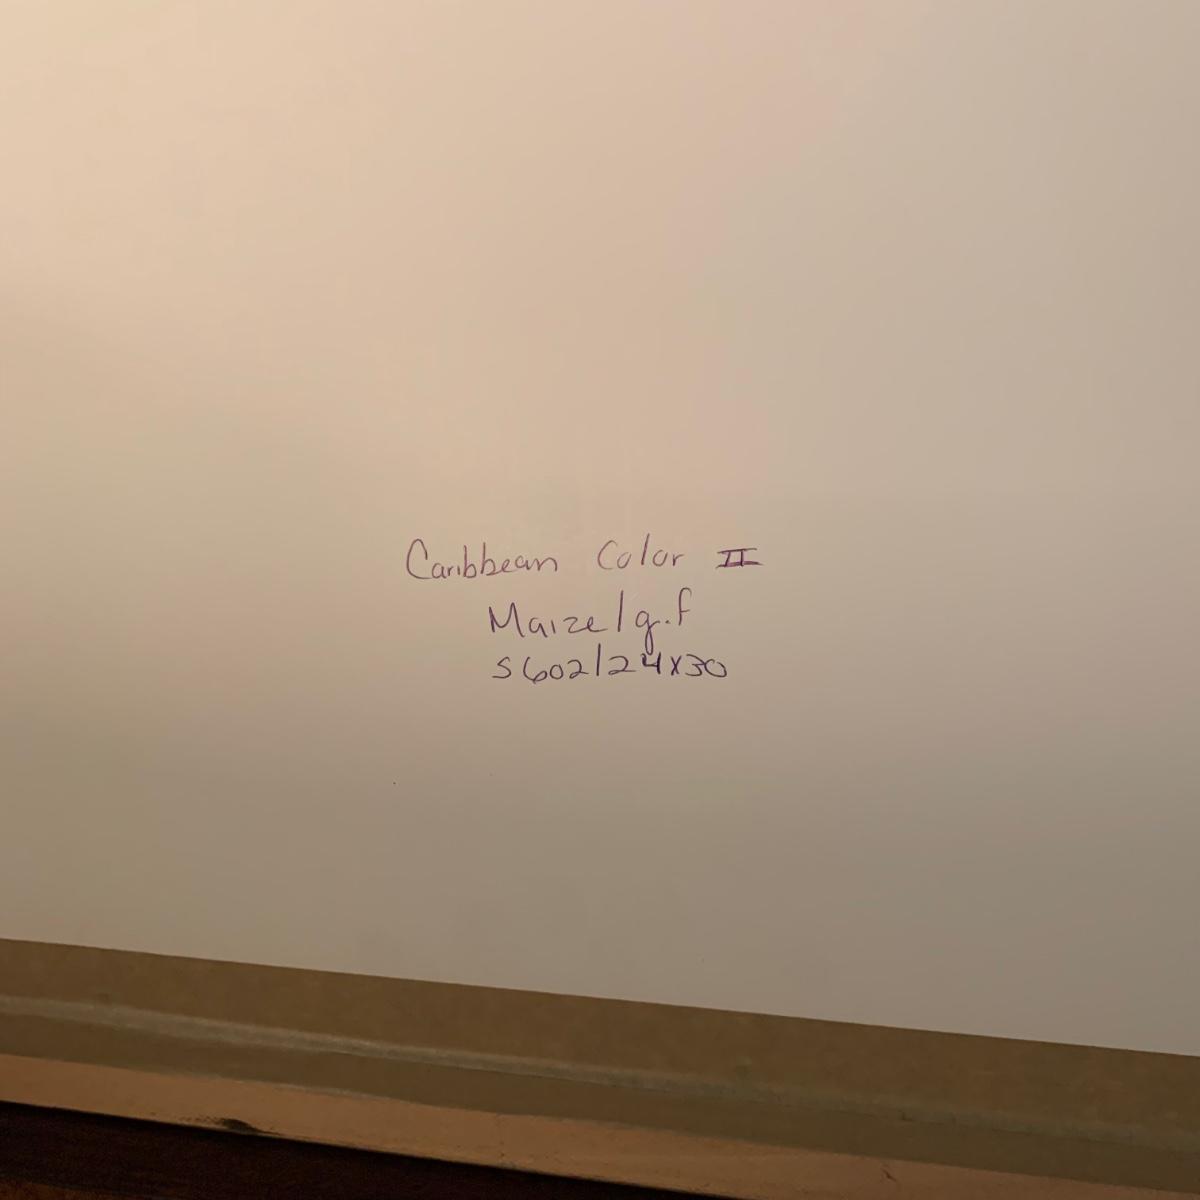 Caribbean Color II
Maize/g.f
S602/24x30